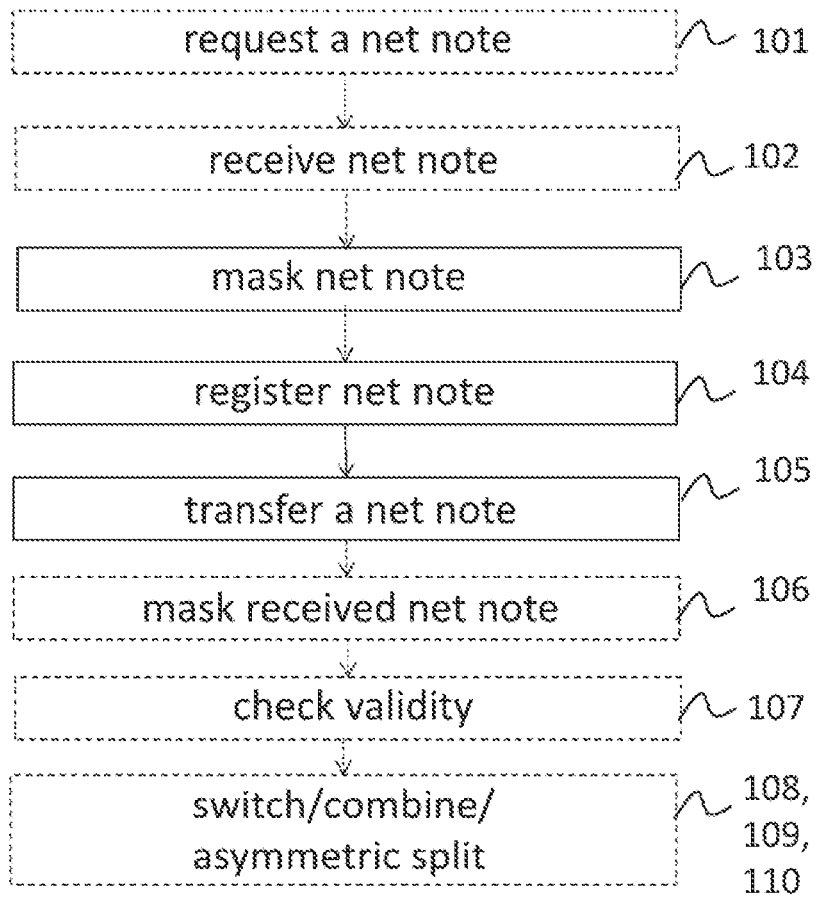 request a net note
101
receive net note
102
mask net note
103
register net note
104
transfer a net note
105
mask received net note
106
check validity
107
switch/combine/
asymmetric split
108,
109,
110